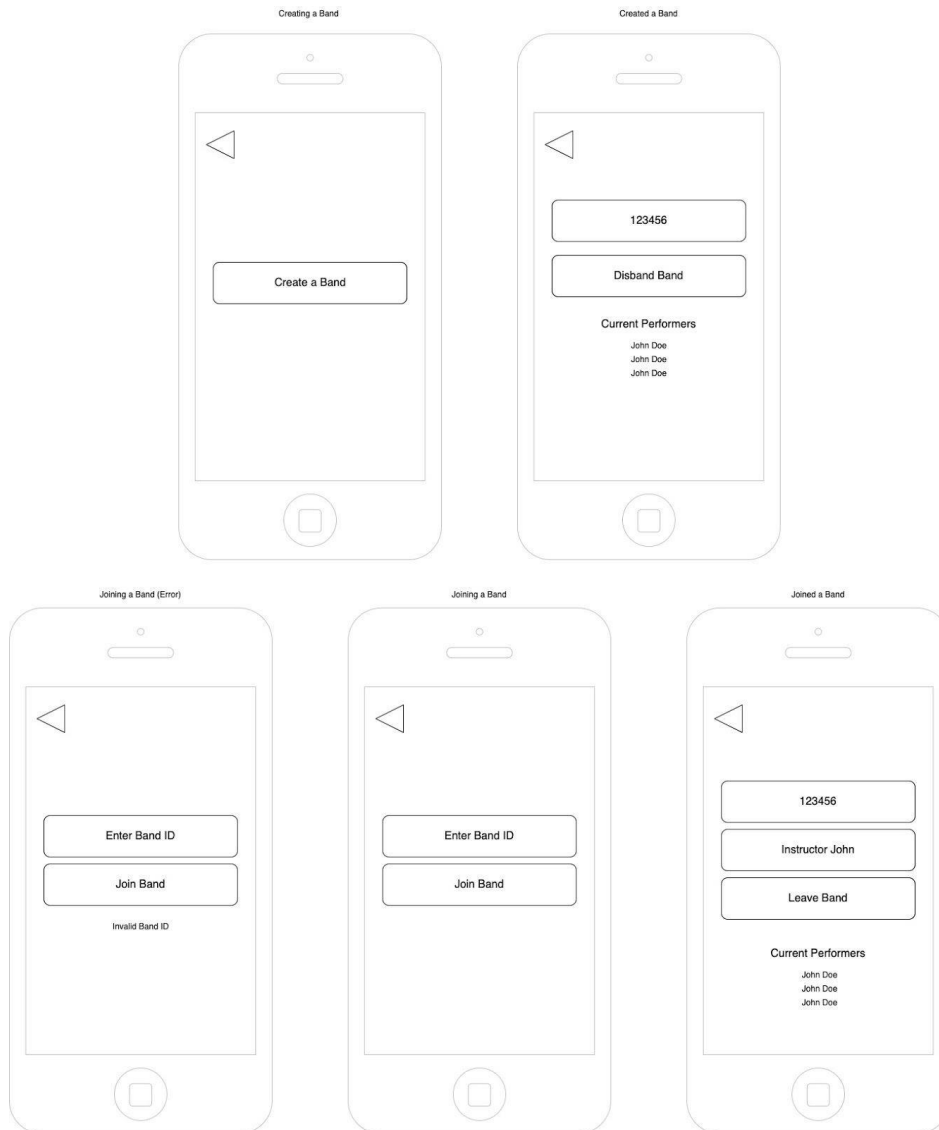 Creating a Band
Created a Band
Create a Band
123456
Disband Band
Current Performers
John Doe
John Doe
John Doe
Joining a Band (Error)
Joining a Band
Joined a Band
Enter Band ID
Join Band
Invalid Band ID
Enter Band ID
Join Band
123456
Instructor John
Leave Band
Current Performers
John Doe
John Doe
John Doe